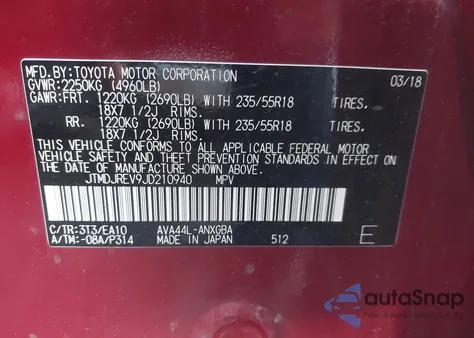 MFD.BY:TOYOTA MOTOR CORPORATION 03/18
GVWR:2250KG (4960LB)
GAWR:FRT. 1220KG (2690LB) WITH 235/55R18 TIRES.
18X7 1/2J RIMS.
RR. 1220KG (2690LB) WITH 235/55R18 TIRES.
18X7 1/2J RIMS.
THIS VEHICLE CONFORMS TO ALL APPLICABLE FEDERAL MOTOR
VEHICLE SAFETY, BUMPER, AND THEFT PREVENTION STANDARDS
IN EFFECT ON THE DATE OF MANUFACTURE SHOWN ABOVE.
JTMDJREV9JD210940 MPV
C/TR:3T3/EA10 AVA44L-ANXGBA
A/TM:-08A/P314 MADE IN JAPAN 512 E
autoSnap